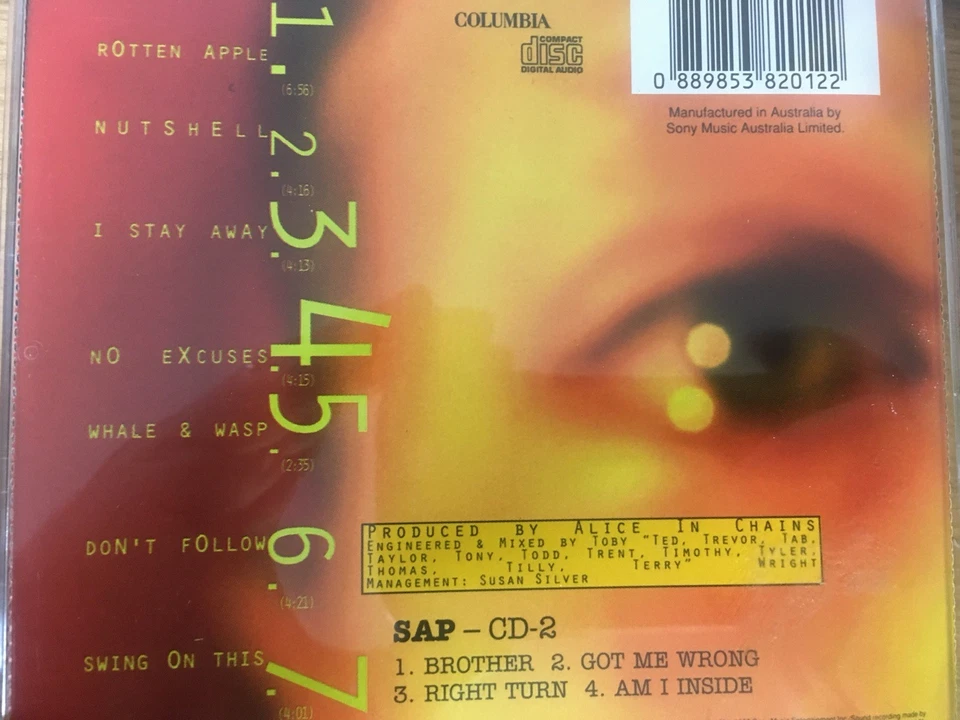 1. ROTTEN APPLE
(6:56)
2. NUTSHELL
(4:16)
3. I STAY AWAY
(4:13)
4. NO EXCUSES
(4:15)
5. WHALE & WASP
(2:35)
6. DON'T FOLLOW
(4:21)
7. SWING ON THIS
(4:01)
COLUMBIA
COMPACT
disc
DIGITAL AUDIO
0 889853 820122
Manufactured in Australia by
Sony Music Australia Limited.
PRODUCED BY ALICE IN CHAINS
ENGINEERED & MIXED BY TOBY "TED, TREVOR, TAB,
TAYLOR, TONY, TODD, TRENT, TIMOTHY, TYLER,
THOMAS, TILLY, TERRY" WRIGHT
MANAGEMENT: SUSAN SILVER
SAP – CD-2
1. BROTHER 2. GOT ME WRONG
3. RIGHT TURN 4. AM I INSIDE